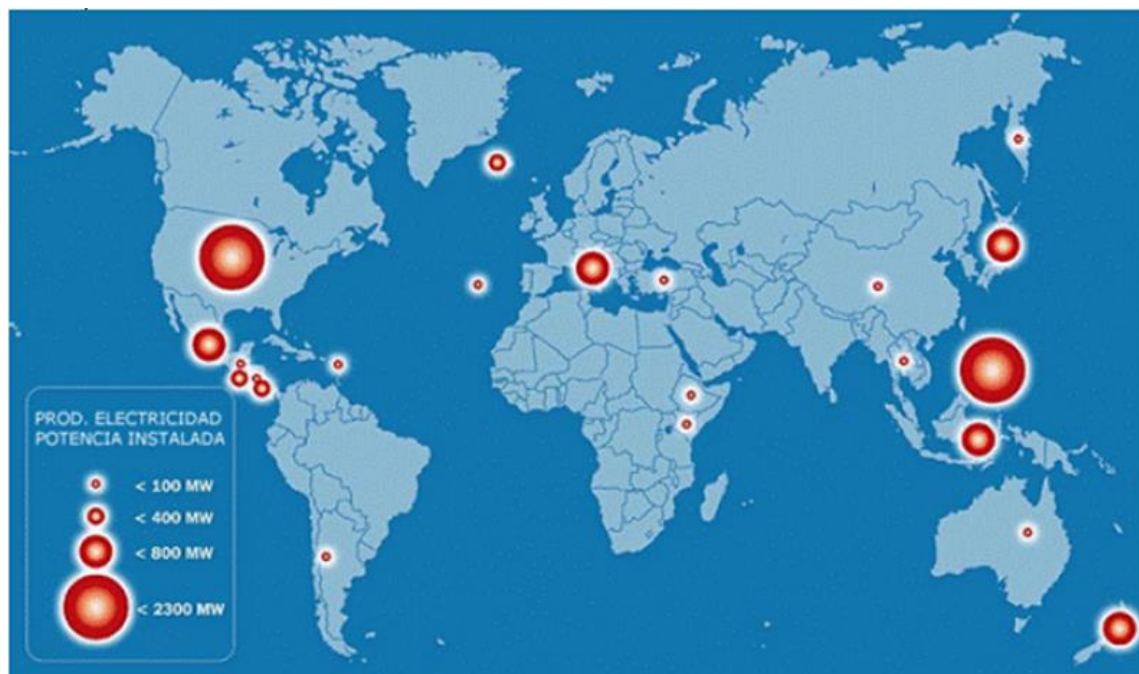 PROD. ELECTRICIDAD
POTENCIA INSTALADA
< 100 MW
< 400 MW
< 800 MW
< 2300 MW